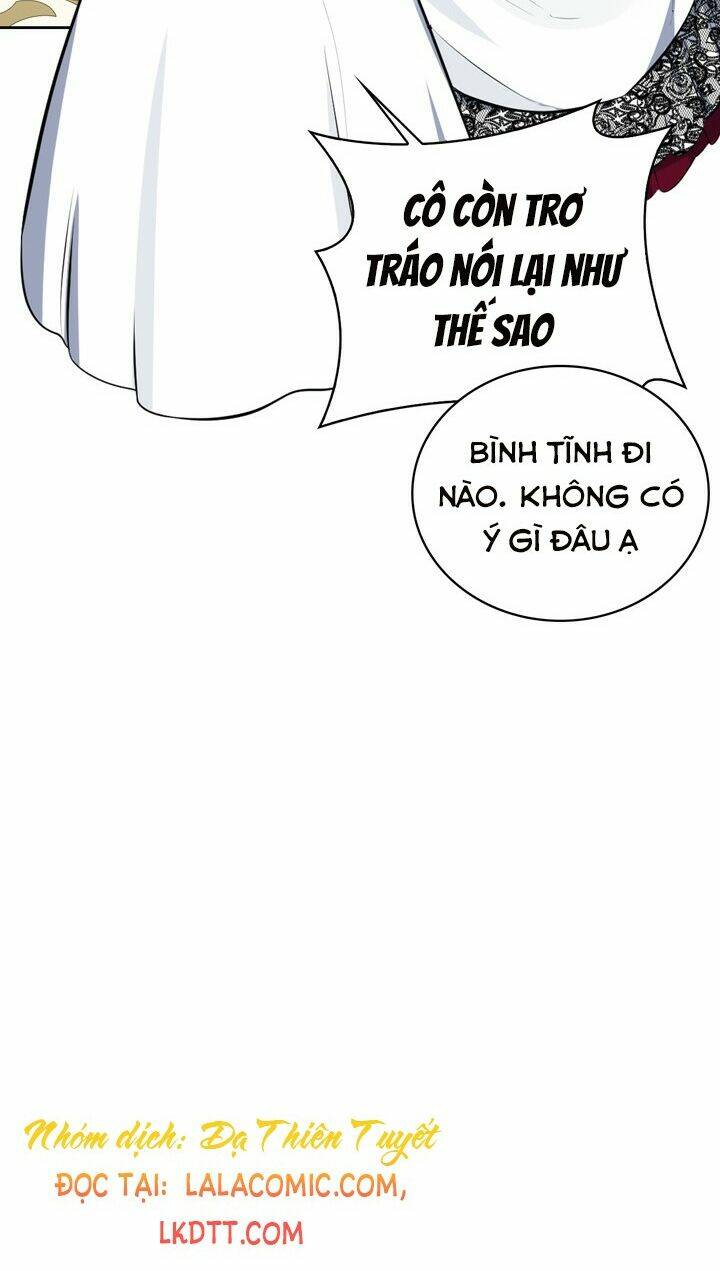 CÔ CÒN TRƠ
TRÁO NÓI LẠI NHƯ
THẾ SAO
BÌNH TĨNH ĐI
NÀO. KHÔNG CÓ
Ý GÌ ĐÂU Ạ
Nhóm dịch: Dạ Thiên Tuyết
ĐỌC TẠI: LALACOMIC.COM,
LKDTT.COM